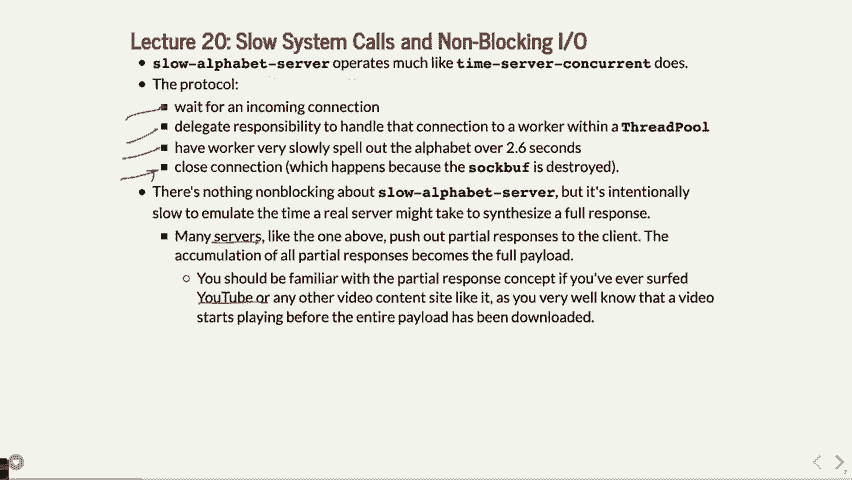 Lecture 20: Slow System Calls and Non-Blocking I/O
slow-alphabet-server operates much like time-server-concurrent does.
The protocol:
wait for an incoming connection
delegate responsibility to handle that connection to a worker within a ThreadPool
have worker very slowly spell out the alphabet over 2.6 seconds
close connection (which happens because the sockbuf is destroyed).
There's nothing nonblocking about slow-alphabet-server, but it's intentionally
slow to emulate the time a real server might take to synthesize a full response.
Many servers, like the one above, push out partial responses to the client. The
accumulation of all partial responses becomes the full payload.
You should be familiar with the partial response concept if you've ever surfed
YouTube or any other video content site like it, as you very well know that a video
starts playing before the entire payload has been downloaded.
7